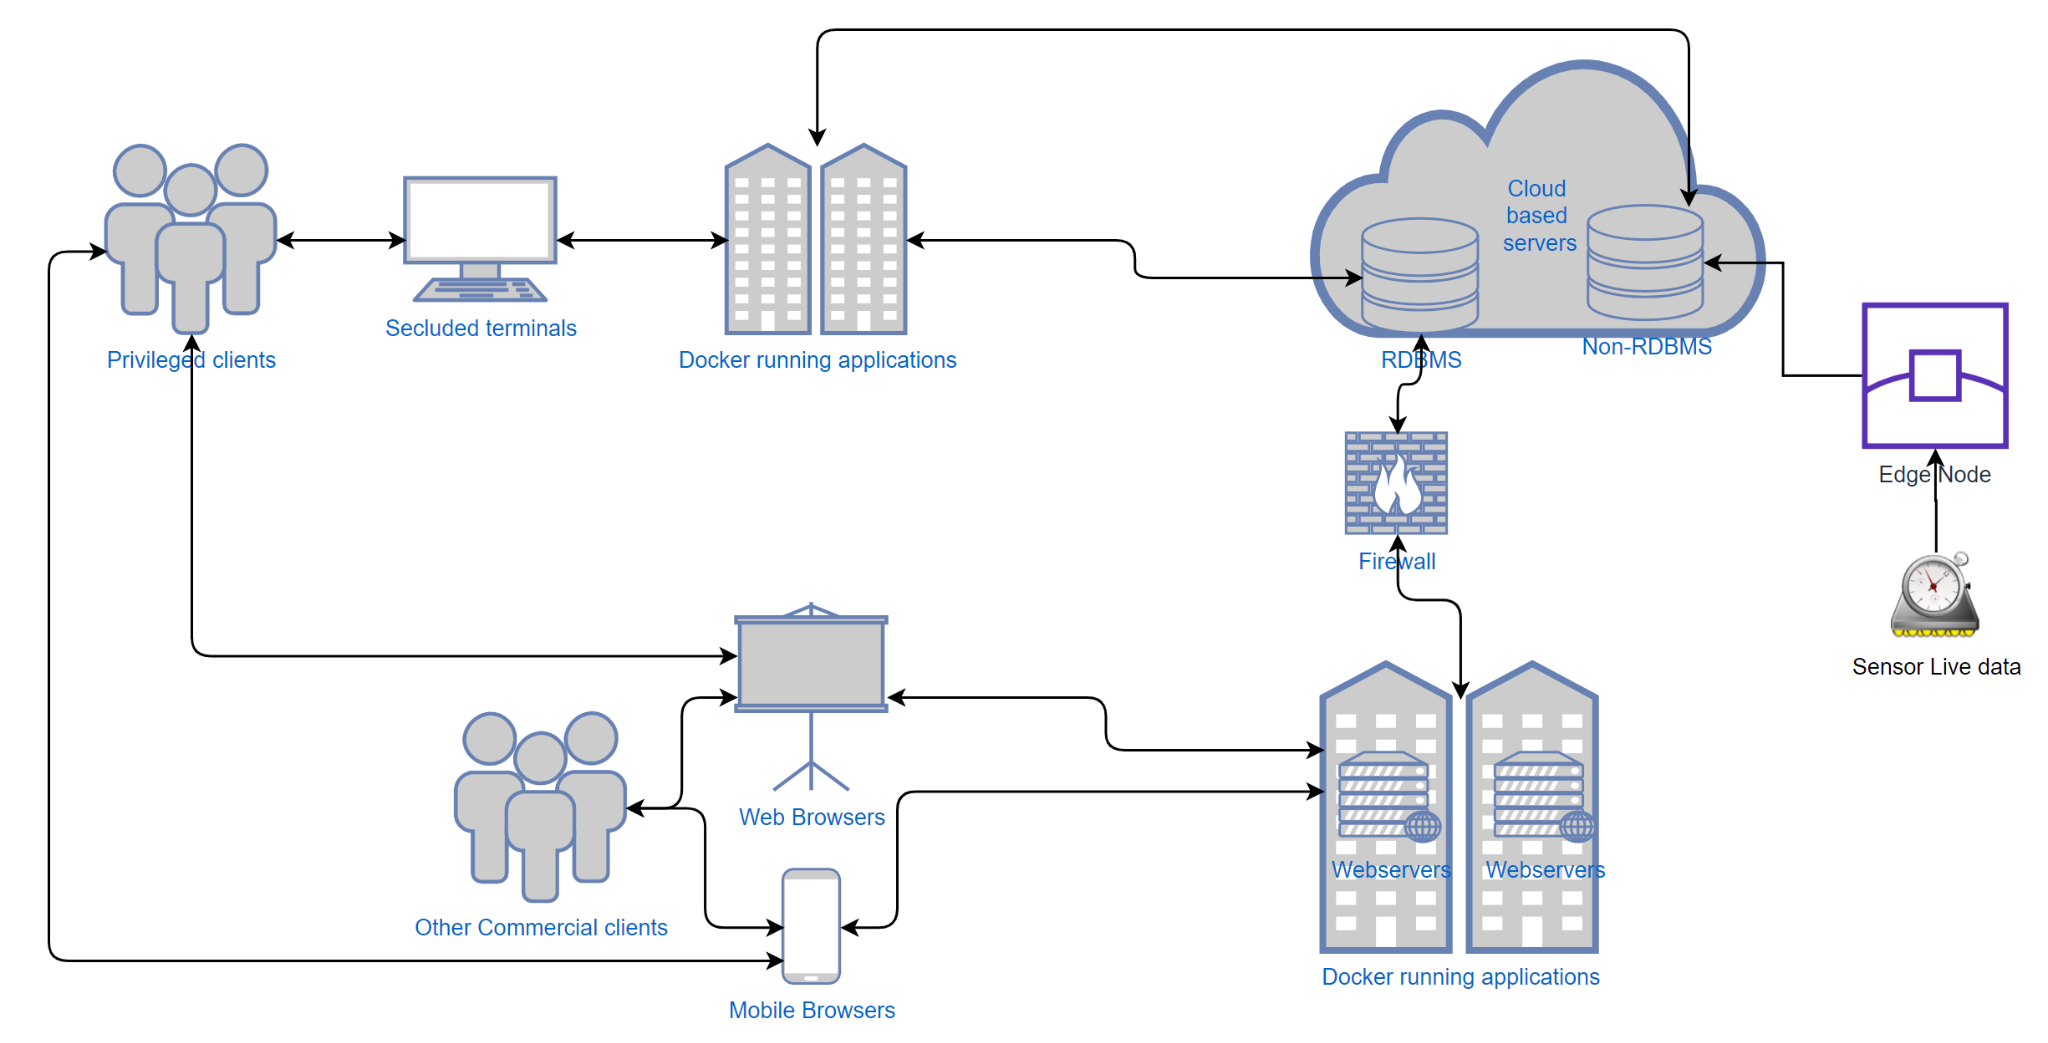 Cloud
based
servers
Secluded terminals
Privileged clients
Docker running applications
RDBMS
Non-RDBMS
Edge Node
Firewall
Sensor Live data
Web Browsers
Webservers
Webservers
Other Commercial clients
Docker running applications
Mobile Browsers